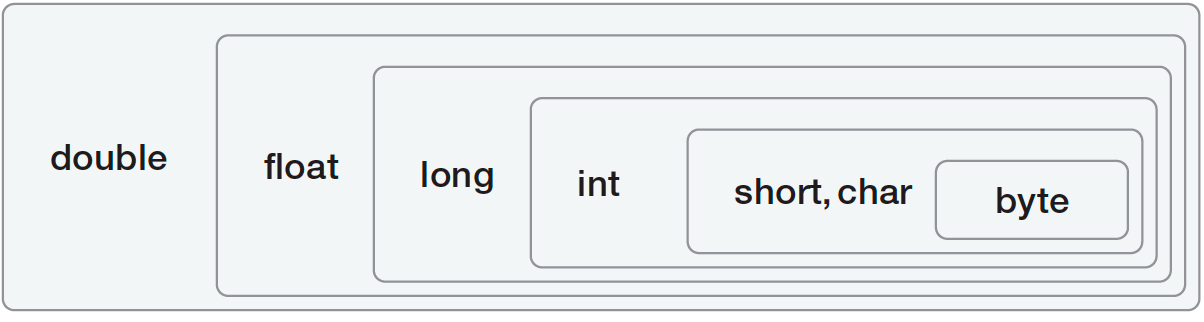 double
float
long
int
short, char
byte